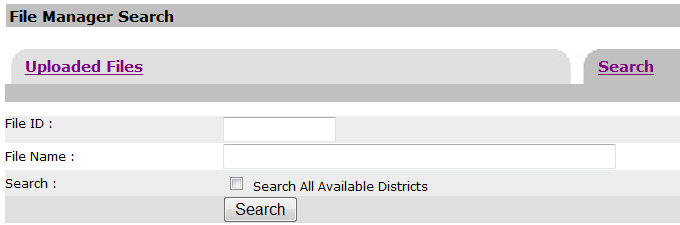 File Manager Search
Uploaded Files Search
File ID :
File Name :
Search : Search All Available Districts
Search